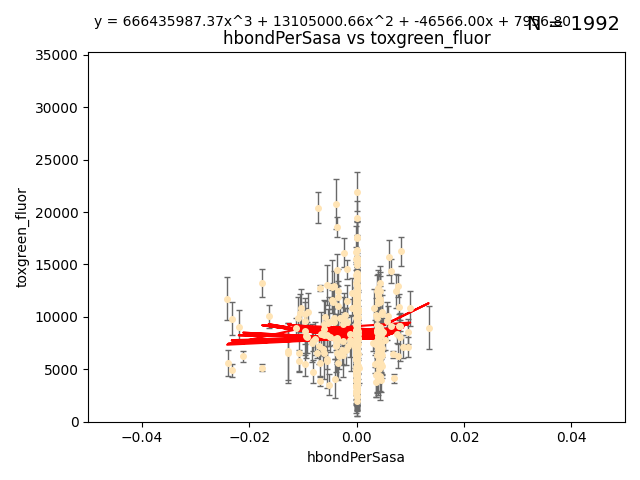 y = 666435987.37x^3 + 13105000.66x^2 + -46566.00x + 7956.80
N = 1992
hbondPerSasa vs toxgreen_fluor
35000
30000
25000
20000
15000
10000
5000
0
toxgreen_fluor
−0.04
−0.02
0.00
0.02
0.04
hbondPerSasa